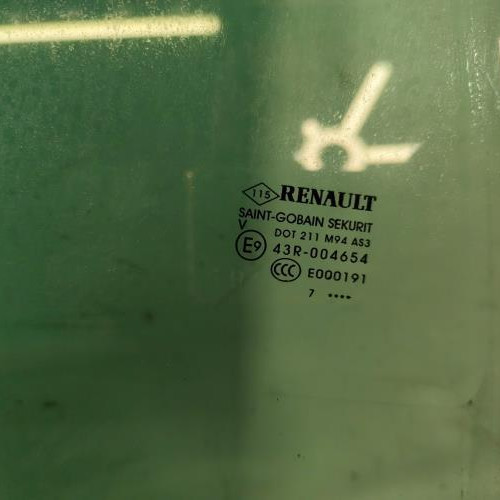 115 RENAULT
SAINT-GOBAIN SEKURIT
V
DOT 211 M94 AS3
E9 43R-004654
CCC E000191
7 ••••